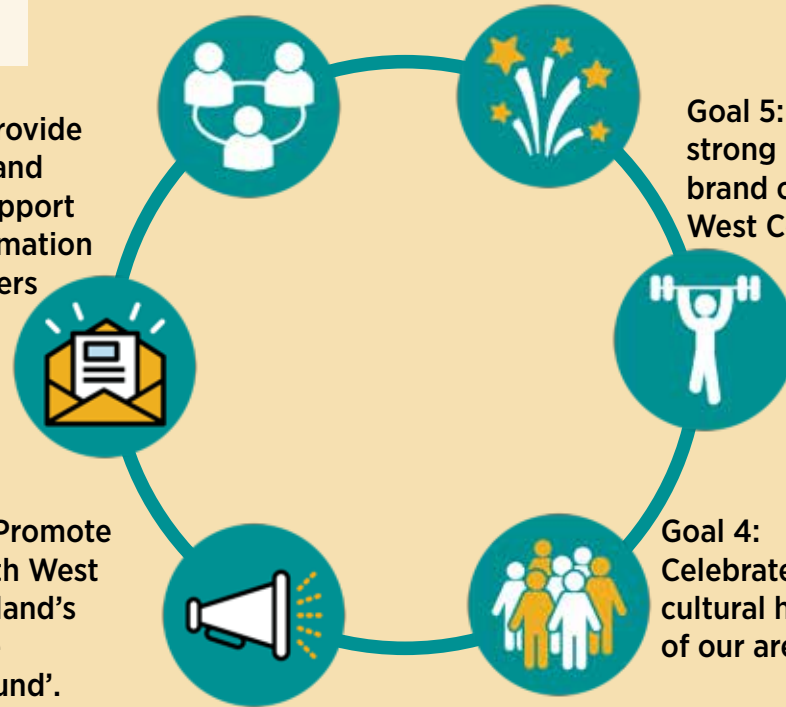 rovide
and
pport
mation
ers
Promote
th West
land's
und'.
Goal 5:
strong
brand o
West C
Goal 4:
Celebrate
cultural h
of our are